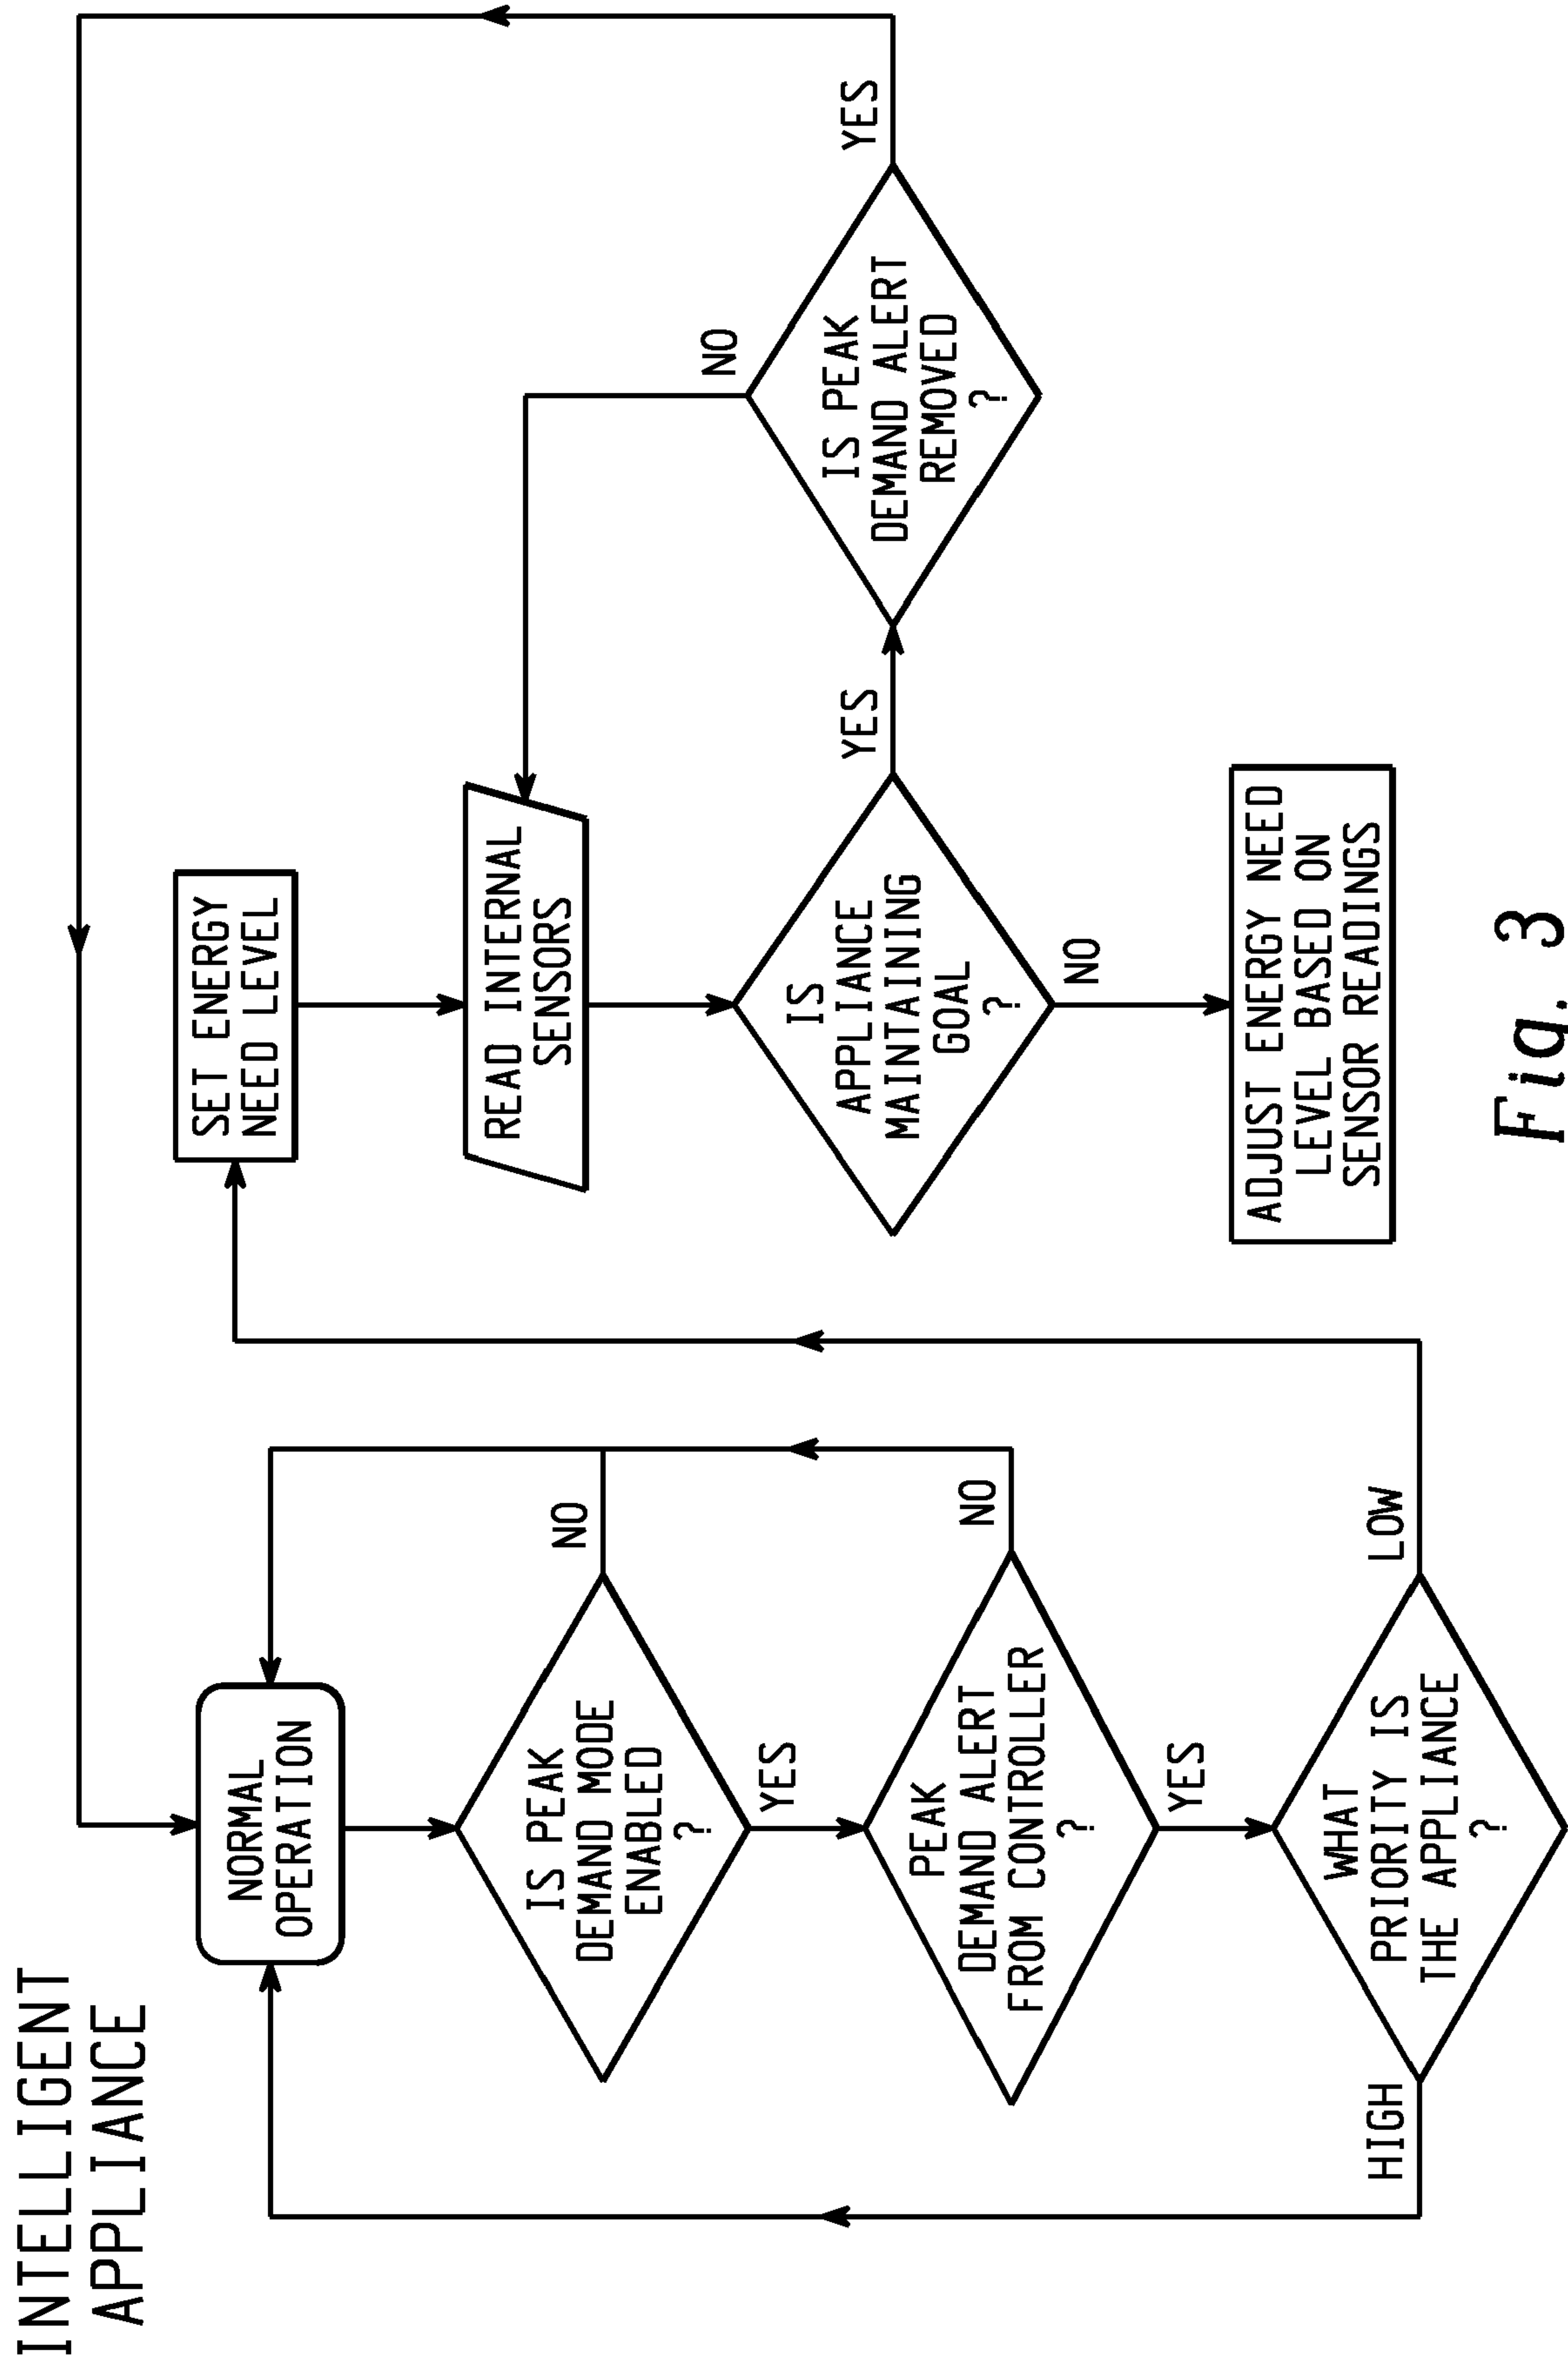 INTELLIGENT
APPLIANCE
NORMAL
OPERATION
IS PEAK
DEMAND MODE
ENABLED
?
NO
YES
PEAK
DEMAND ALERT
FROM CONTROLLER
?
NO
YES
WHAT
PRIORITY IS
THE APPLIANCE
?
HIGH
LOW
SET ENERGY
NEED LEVEL
READ INTERNAL
SENSORS
IS
APPLIANCE
MAINTAINING
GOAL
?
YES
NO
ADJUST ENERGY NEED
LEVEL BASED ON
SENSOR READINGS
IS PEAK
DEMAND ALERT
REMOVED
?
NO
YES
Fig. 3